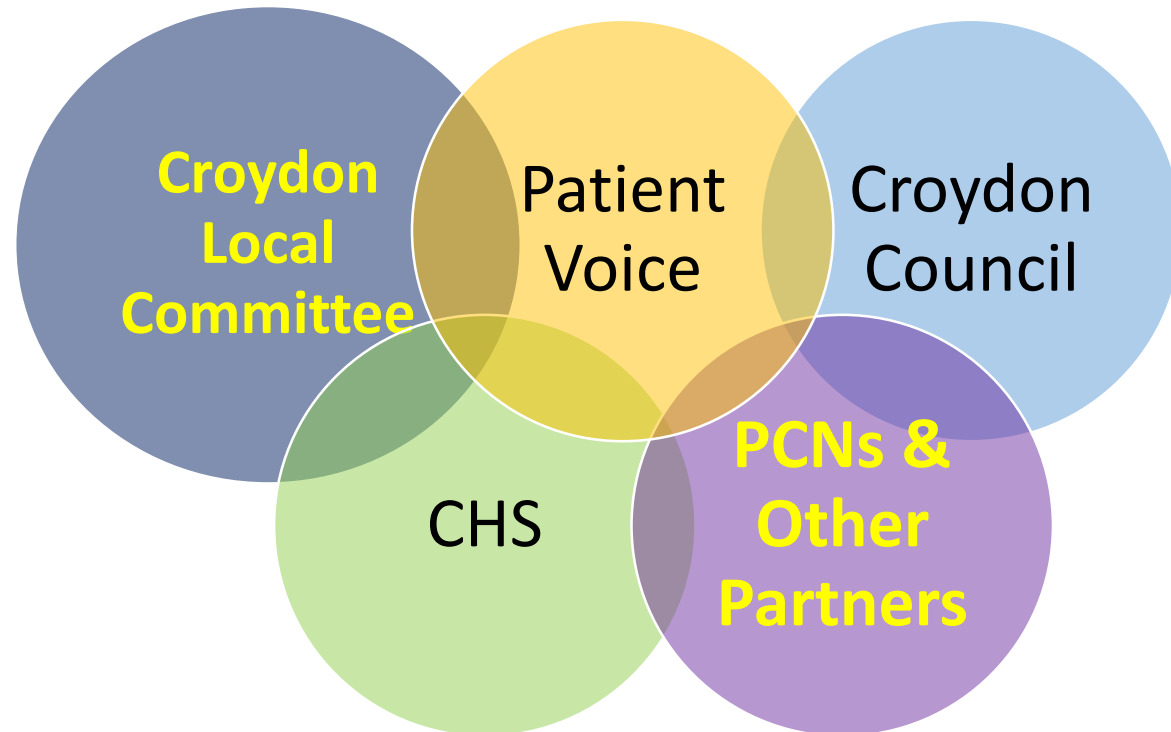 Croydon
Local
Committee
Patient
Voice
Croydon
Council
CHS
PCNs &
Other
Partners